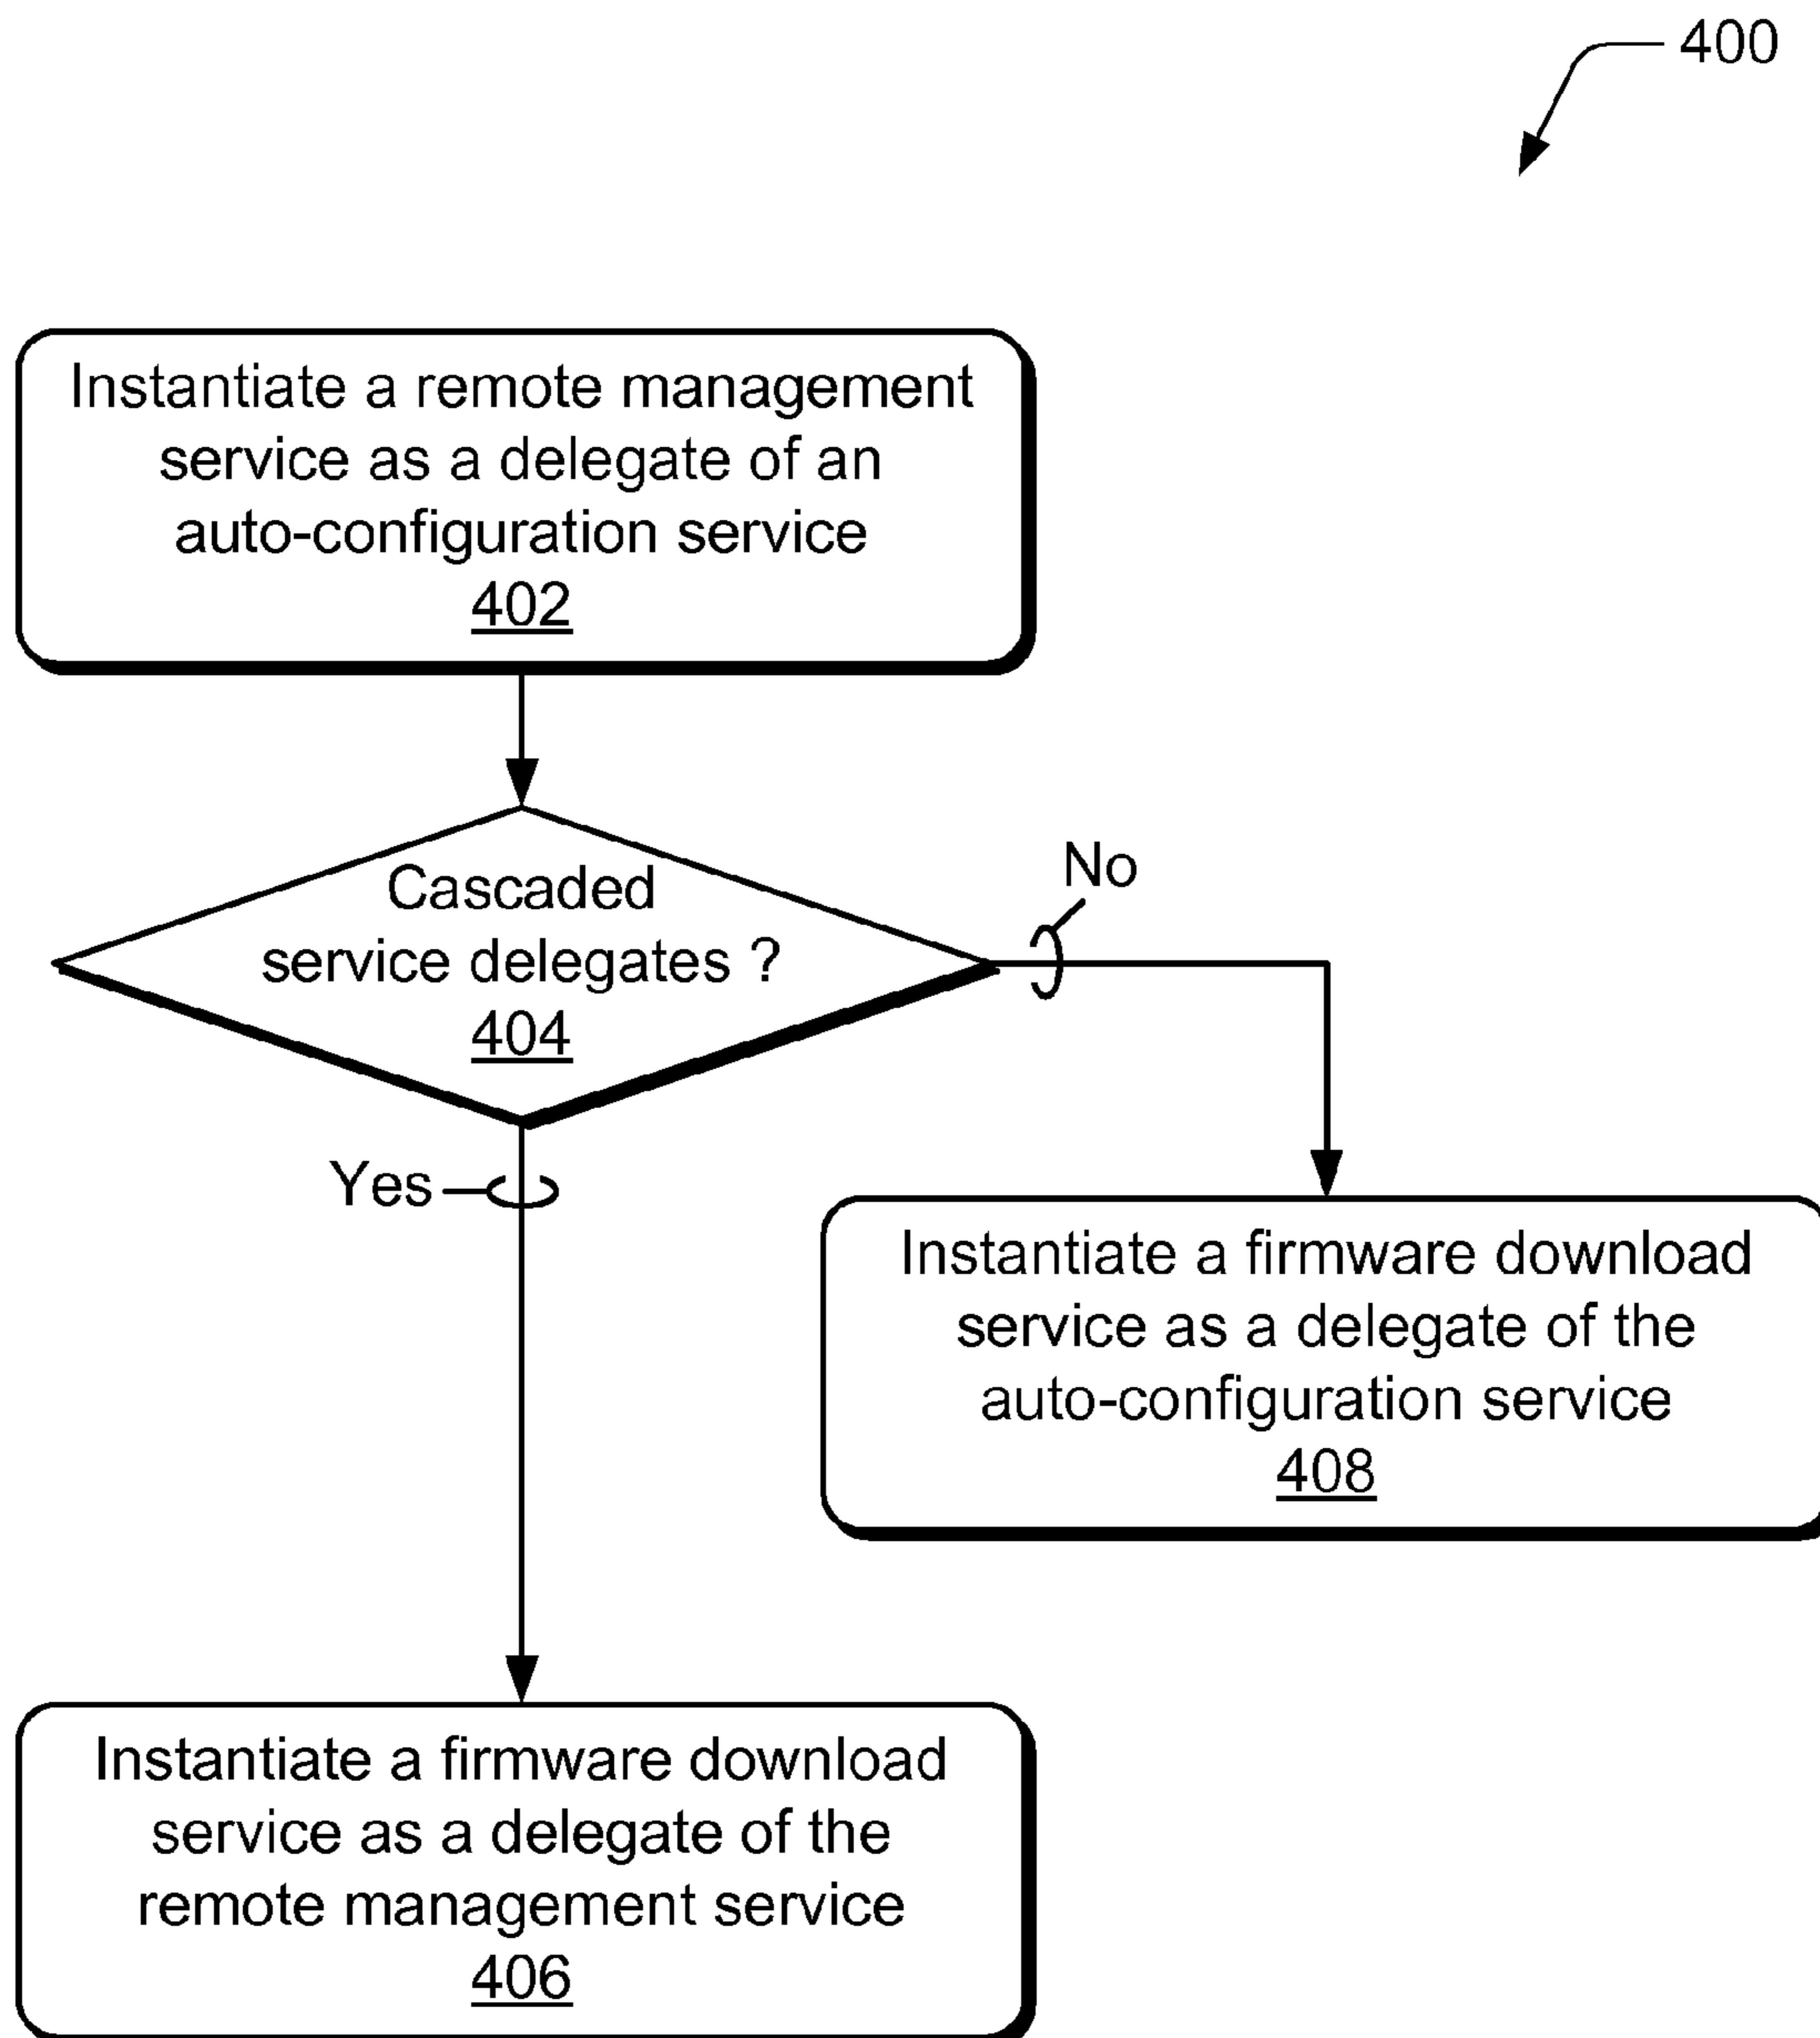 400
Instantiate a remote management
service as a delegate of an
auto-configuration service
402
Cascaded
service delegates ?
404
No
Yes
Instantiate a firmware download
service as a delegate of the
auto-configuration service
408
Instantiate a firmware download
service as a delegate of the
remote management service
406